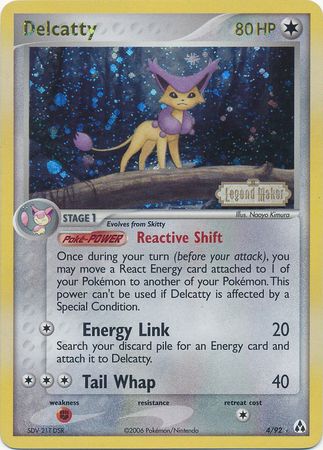 Delcatty
80 HP
Legend Maker
Illus. Naoyo Kimura
STAGE 1
Evolves from Skitty
Poké-POWER Reactive Shift
Once during your turn (before your attack), you
may move a React Energy card attached to 1 of
your Pokémon to another of your Pokémon. This
power can't be used if Delcatty is affected by a
Special Condition.
Energy Link 20
Search your discard pile for an Energy card and
attach it to Delcatty.
Tail Whap 40
weakness resistance retreat cost
©2006 Pokémon/Nintendo 4/92